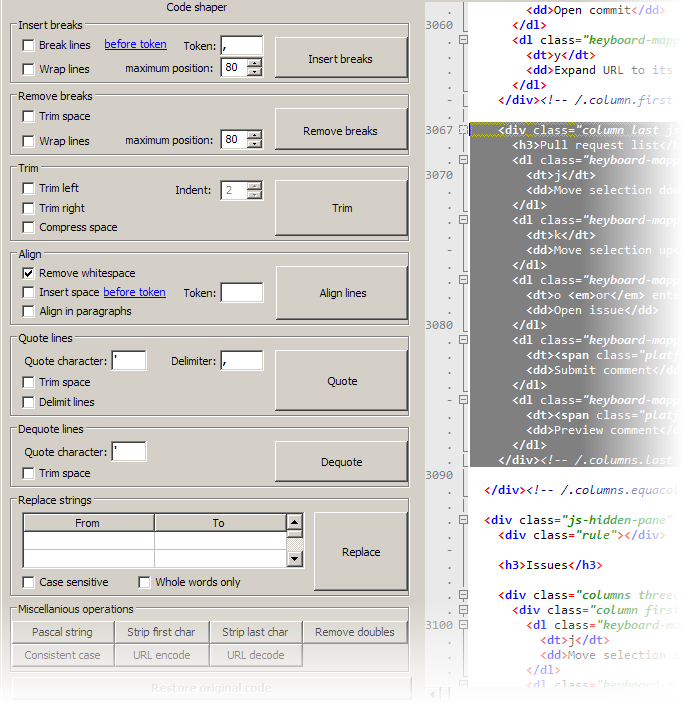 Code shaper
Insert breaks
Break lines before token Token: ,
Wrap lines maximum position: 80
Insert breaks
Remove breaks
Trim space
Wrap lines maximum position: 80
Remove breaks
Trim
Trim left Indent: 2
Trim right
Compress space
Trim
Align
Remove whitespace
Insert space before token Token:
Align in paragraphs
Align lines
Quote lines
Quote character: ' Delimiter: ,
Trim space
Delimit lines
Quote
Dequote lines
Quote character: '
Trim space
Dequote
Replace strings
From To
Case sensitive Whole words only
Replace
Miscellanious operations
Pascal string Strip first char Strip last char Remove doubles
Consistent case URL encode URL decode
Restore original code
<dd>Open commit</dd>
3060 </dl>
<dl class="keyboard-mapp
<dt>y</dt>
<dd>Expand URL to its
</div><!-- /.column.first
3067 <div class="column last js
<h3>Pull request list</h
<dl class="keyboard-mapp
3070 <dt>j</dt>
<dd>Move selection dow
</dl>
<dl class="keyboard-mapp
<dt>k</dt>
<dd>Move selection up<
</dl>
<dl class="keyboard-mapp
<dt>o <em>or</em> ente
<dd>Open issue</dd>
3080 </dl>
<dl class="keyboard-mapp
<dt><span class="platf
<dd>Submit comment</dd
</dl>
<dl class="keyboard-mapp
<dt><span class="platf
<dd>Preview comment</d
</dl>
</div><!-- /.columns.last
3090
</div><!-- /.columns.equacol
<div class="js-hidden-pane"
<div class="rule"></div>
<h3>Issues</h3>
<div class="columns threec
<div class="column first
3100 <dl class="keyboard-ma
<dt>j</dt>
<dd>Move selection d
</dl>
<dl class="keyboard-ma